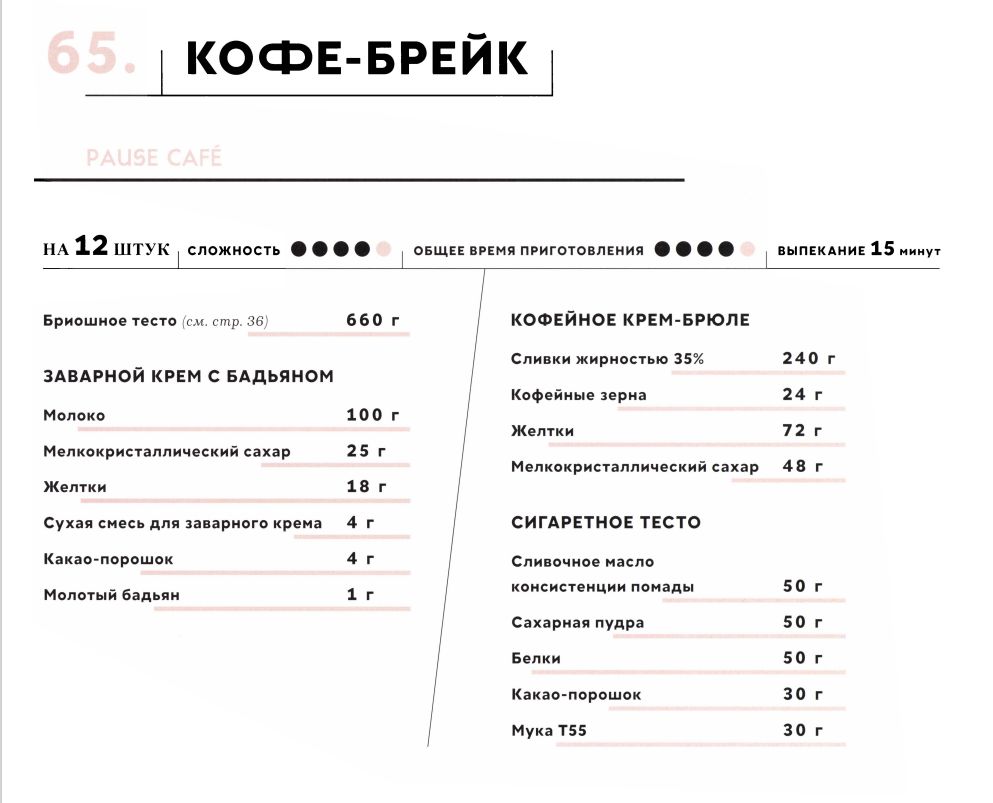 65. КОФЕ-БРЕЙК
PAUSE CAFÉ
НА 12 ШТУК СЛОЖНОСТЬ ОБЩЕЕ ВРЕМЯ ПРИГОТОВЛЕНИЯ ВЫПЕКАНИЕ 15 минут
Бриошное тесто (см. стр. 36) 660 г
ЗАВАРНОЙ КРЕМ С БАДЬЯНОМ
Молоко 100 г
Мелкокристаллический сахар 25 г
Желтки 18 г
Сухая смесь для заварного крема 4 г
Какао-порошок 4 г
Молотый бадьян 1 г
КОФЕЙНОЕ КРЕМ-БРЮЛЕ
Сливки жирностью 35% 240 г
Кофейные зерна 24 г
Желтки 72 г
Мелкокристаллический сахар 48 г
СИГАРЕТНОЕ ТЕСТО
Сливочное масло
консистенции помады 50 г
Сахарная пудра 50 г
Белки 50 г
Какао-порошок 30 г
Мука Т55 30 г